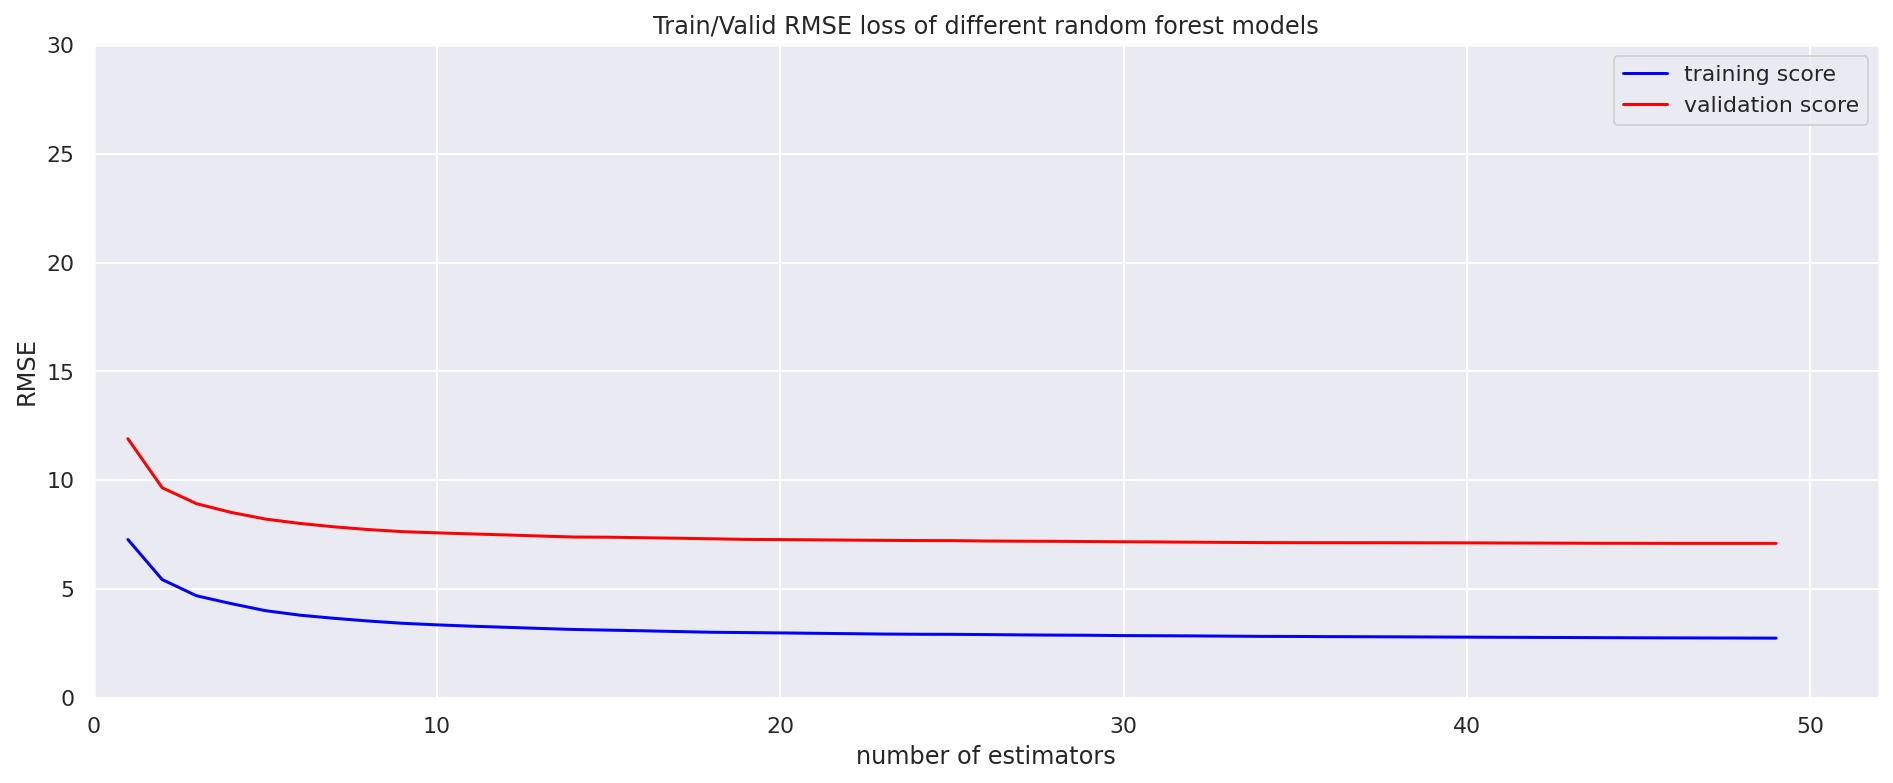 Train/Valid RMSE loss of different random forest models
training score
validation score
RMSE
30
25
20
15
10
5
0
0 10 20 30 40 50
number of estimators